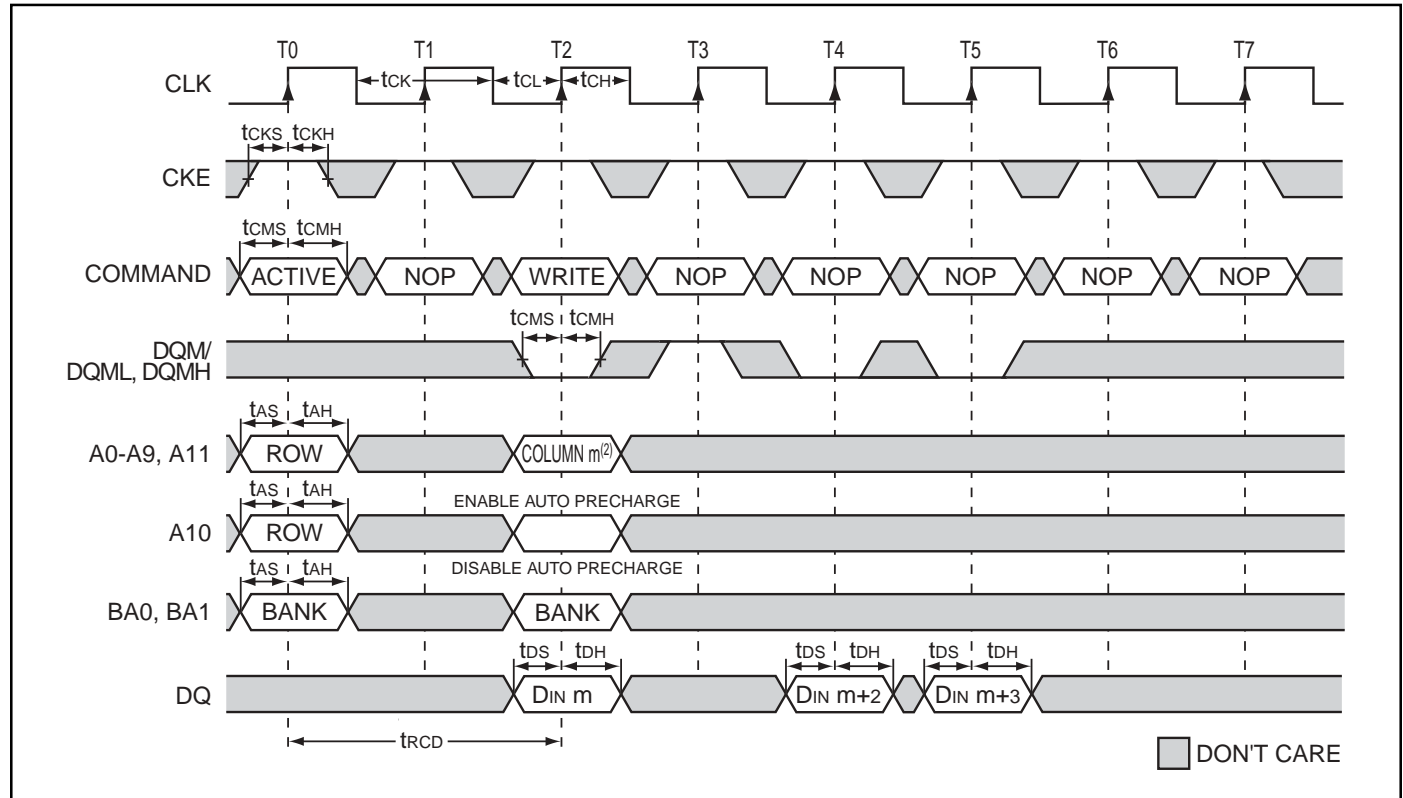 T0 T1 T2 T3 T4 T5 T6 T7
CLK tCK tCL tCH
tCKS tCKH
CKE
tCMS tCMH
COMMAND ACTIVE NOP WRITE NOP NOP NOP NOP NOP
tCMS tCMH
DQM/
DQML, DQMH
tAS tAH
A0-A9, A11 ROW COLUMN m(2)
tAS tAH ENABLE AUTO PRECHARGE
A10 ROW
DISABLE AUTO PRECHARGE
tAS tAH
BA0, BA1 BANK BANK
tDS tDH tDS tDH tDS tDH
DQ DIN m DIN m+2 DIN m+3
tRCD
DON'T CARE